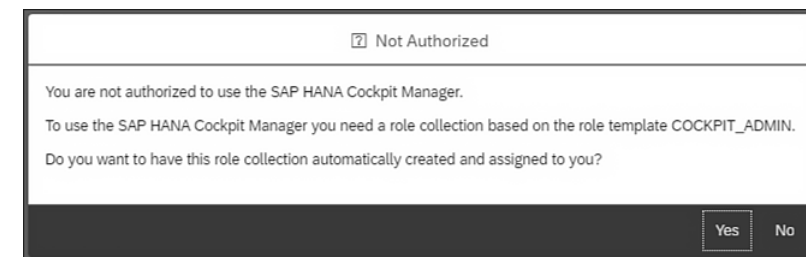 Not Authorized
You are not authorized to use the SAP HANA Cockpit Manager.
To use the SAP HANA Cockpit Manager you need a role collection based on the role template COCKPIT_ADMIN.
Do you want to have this role collection automatically created and assigned to you?
Yes No